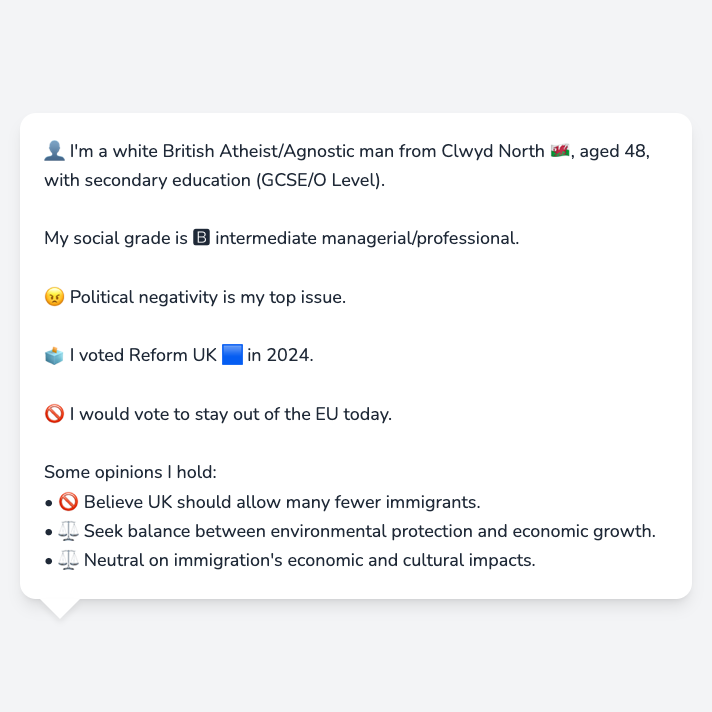 👤 I'm a white British Atheist/Agnostic man from Clwyd North 🏴󠁧󠁢󠁷󠁬󠁳󠁿, aged 48,
with secondary education (GCSE/O Level).
My social grade is 🅱 intermediate managerial/professional.
😠 Political negativity is my top issue.
🗳️ I voted Reform UK 🟦 in 2024.
🚫 I would vote to stay out of the EU today.
Some opinions I hold:
• 🚫 Believe UK should allow many fewer immigrants.
• ⚖️ Seek balance between environmental protection and economic growth.
• ⚖️ Neutral on immigration's economic and cultural impacts.